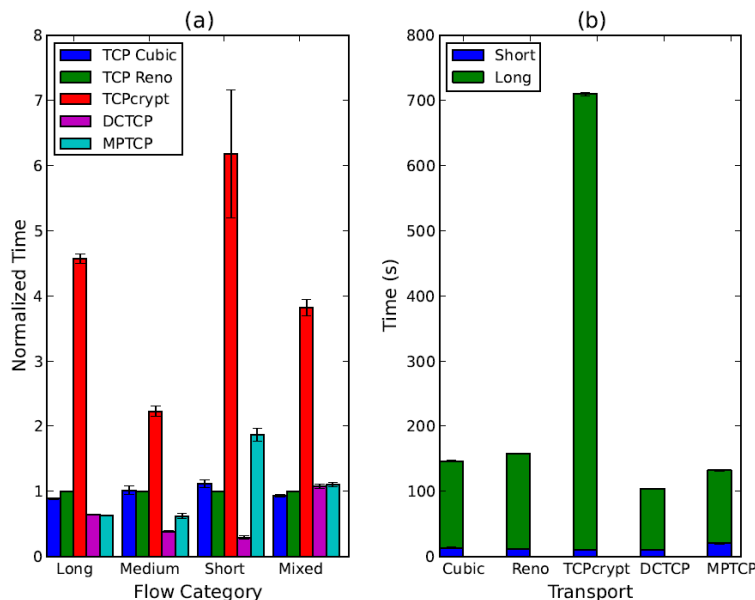 (a)
8
7
6
5
4
3
2
1
0
Normalized Time
TCP Cubic
TCP Reno
TCPcrypt
DCTCP
MPTCP
Long Medium Short Mixed
Flow Category
(b)
800
700
600
500
400
300
200
100
0
Time (s)
Short
Long
Cubic Reno TCPcrypt DCTCP MPTCP
Transport